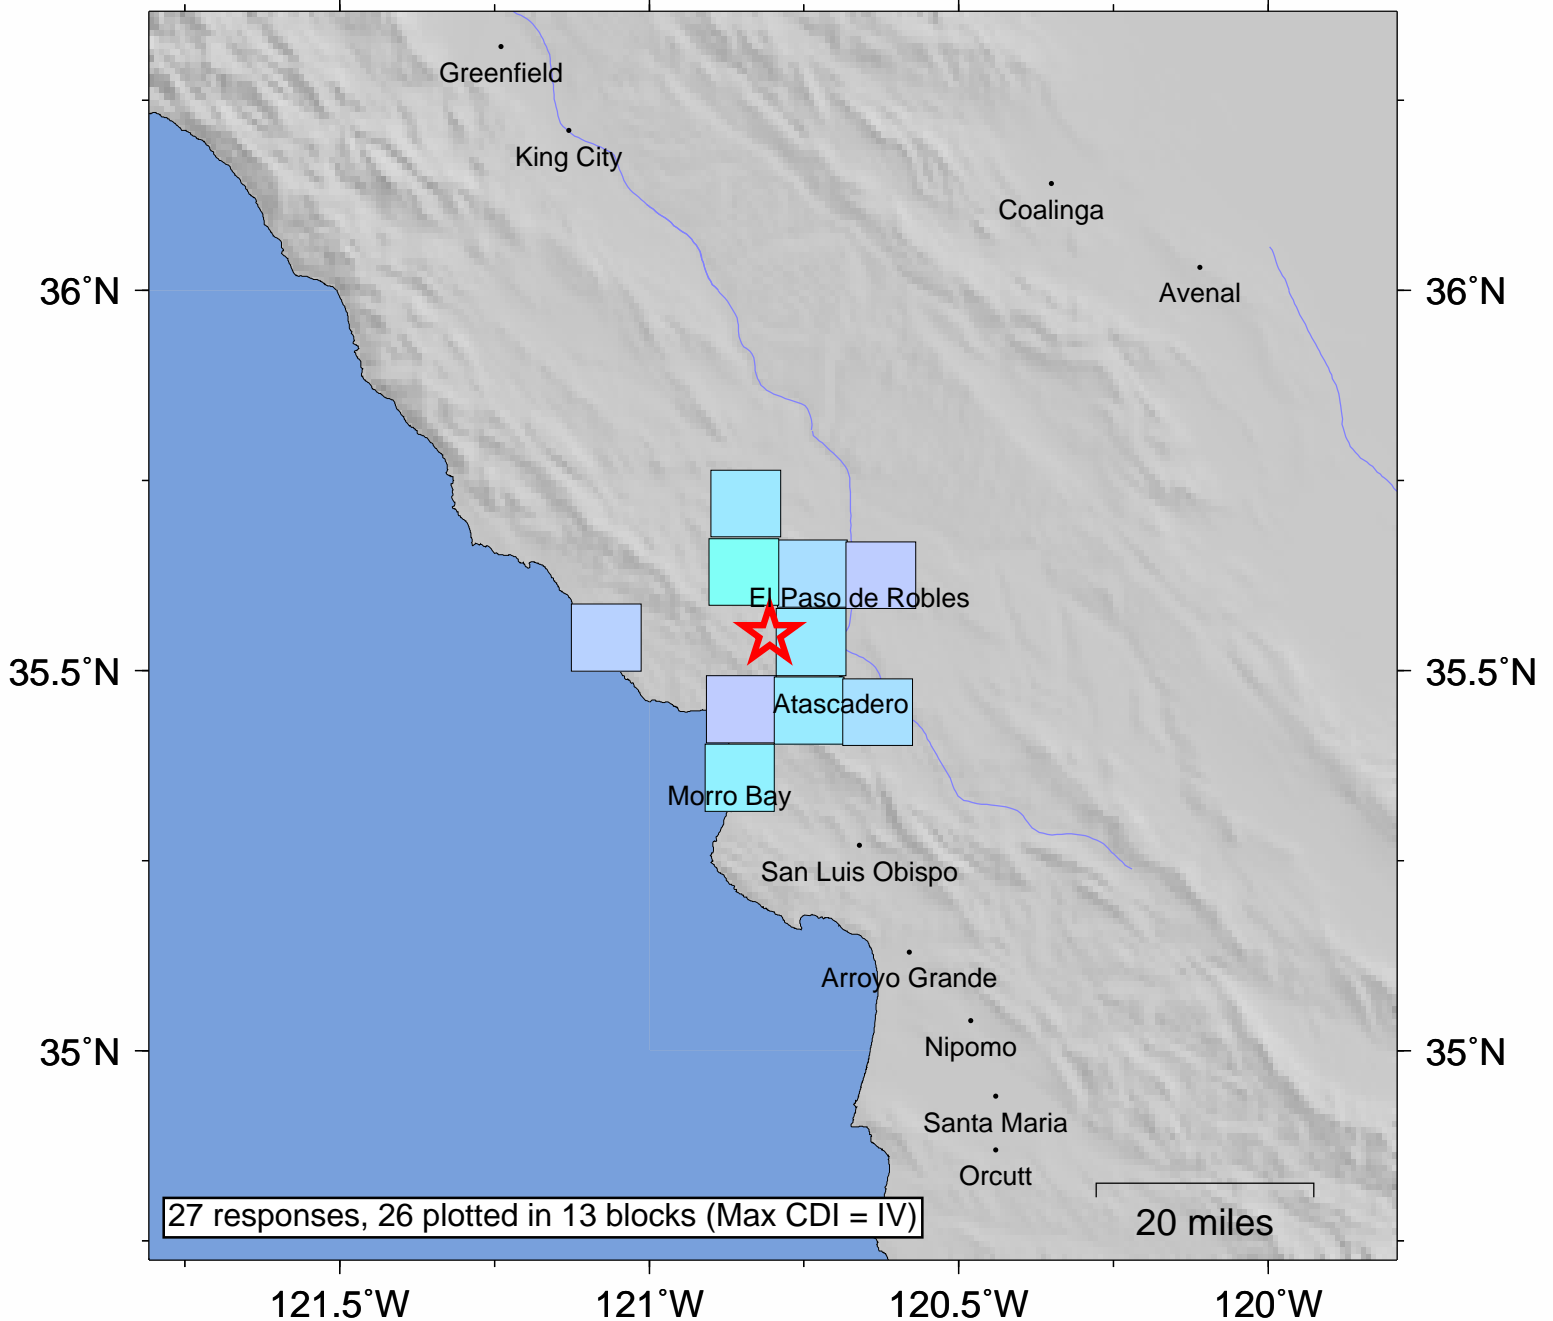 Greenfield
King City
Coalinga
Avenal
36˚N
36˚N
El Paso de Robles
35.5˚N
35.5˚N
Atascadero
Morro Bay
San Luis Obispo
Arroyo Grande
Nipomo
35˚N
35˚N
Santa Maria
Orcutt
27 responses, 26 plotted in 13 blocks (Max CDI = IV)
20 miles
121.5˚W
121˚W
120.5˚W
120˚W